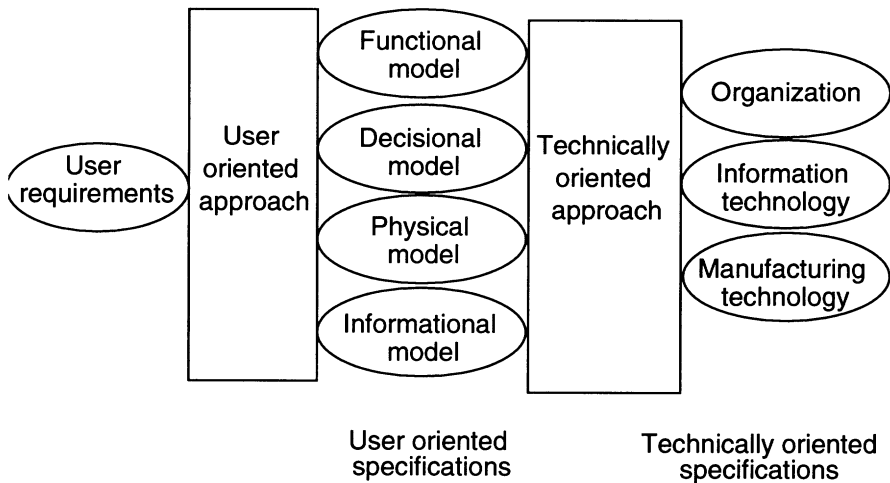 User
requirements
User
oriented
approach
Functional
model
Decisional
model
Physical
model
Informational
model
Technically
oriented
approach
Organization
Information
technology
Manufacturing
technology
User oriented
specifications
Technically oriented
specifications